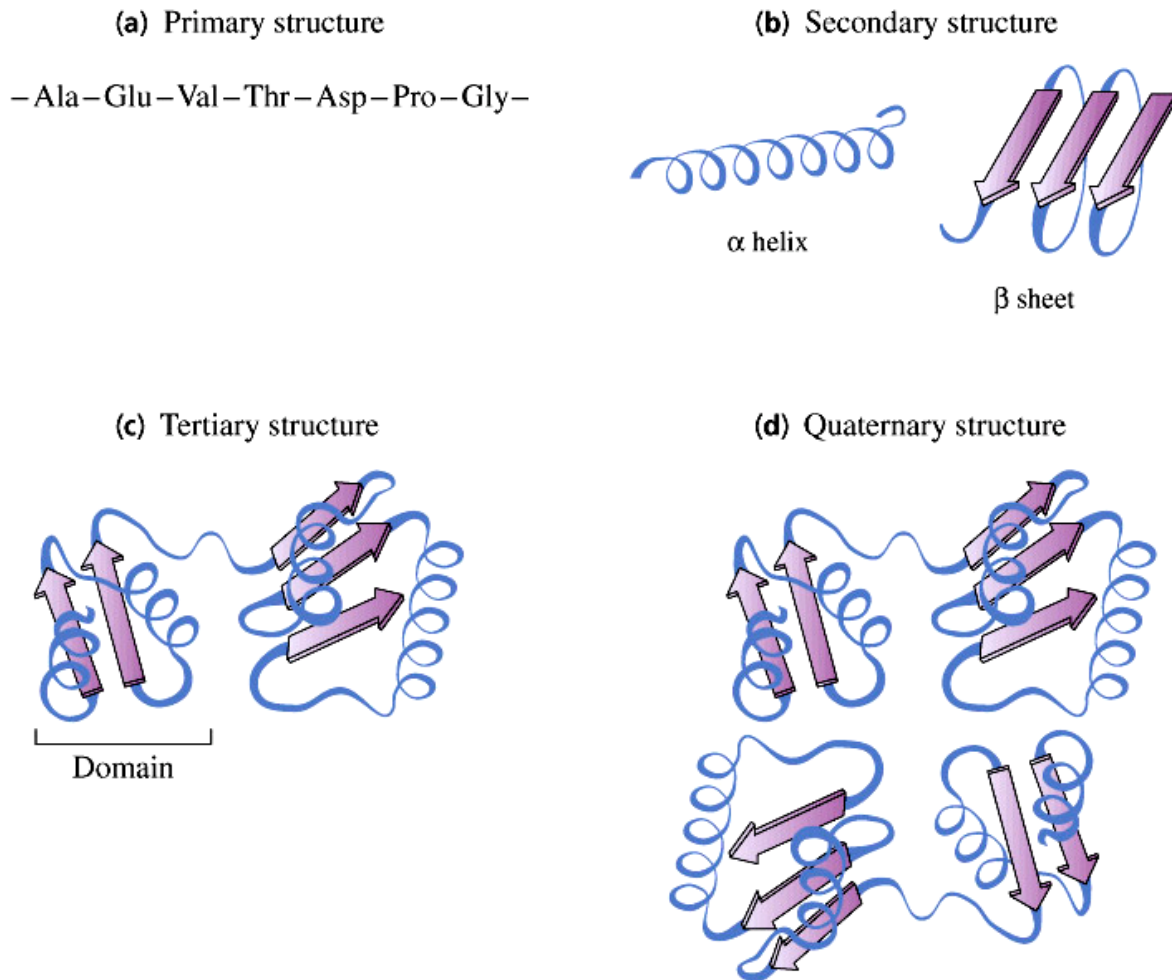 (a) Primary structure
–Ala–Glu–Val–Thr–Asp–Pro–Gly–
(b) Secondary structure
α helix
β sheet
(c) Tertiary structure
Domain
(d) Quaternary structure